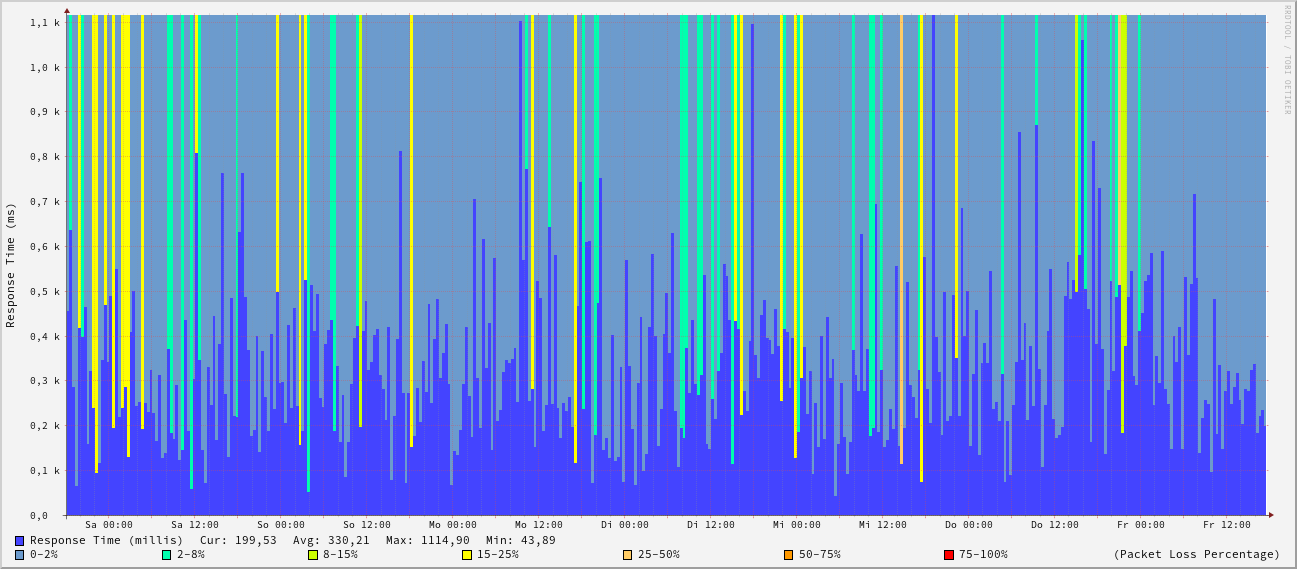 RRDTOOL / TOBI OETIKER
Response Time (ms)
1,1 k
1,0 k
0,9 k
0,8 k
0,7 k
0,6 k
0,5 k
0,4 k
0,3 k
0,2 k
0,1 k
0,0
Sa 00:00 Sa 12:00 So 00:00 So 12:00 Mo 00:00 Mo 12:00 Di 00:00 Di 12:00 Mi 00:00 Mi 12:00 Do 00:00 Do 12:00 Fr 00:00 Fr 12:00
Response Time (millis) Cur: 199,53 Avg: 330,21 Max: 1114,90 Min: 43,89
0-2% 2-8% 8-15% 15-25% 25-50% 50-75% 75-100% (Packet Loss Percentage)